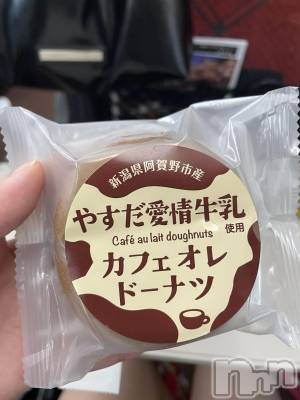 新潟県阿賀野市産
やすだ愛情牛乳
使用
Café au lait doughnuts
カフェオレ
ドーナツ